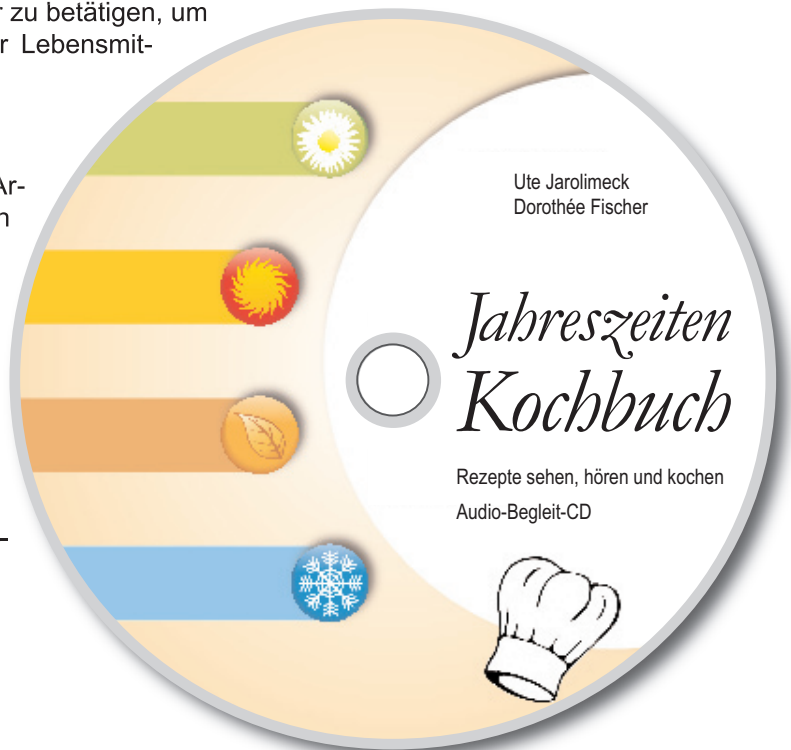 r zu betätigen, um
r Lebensmit-
Ar-
n
Ute Jarolimeck
Dorothée Fischer
Jahreszeiten
Kochbuch
Rezepte sehen, hören und kochen
Audio-Begleit-CD